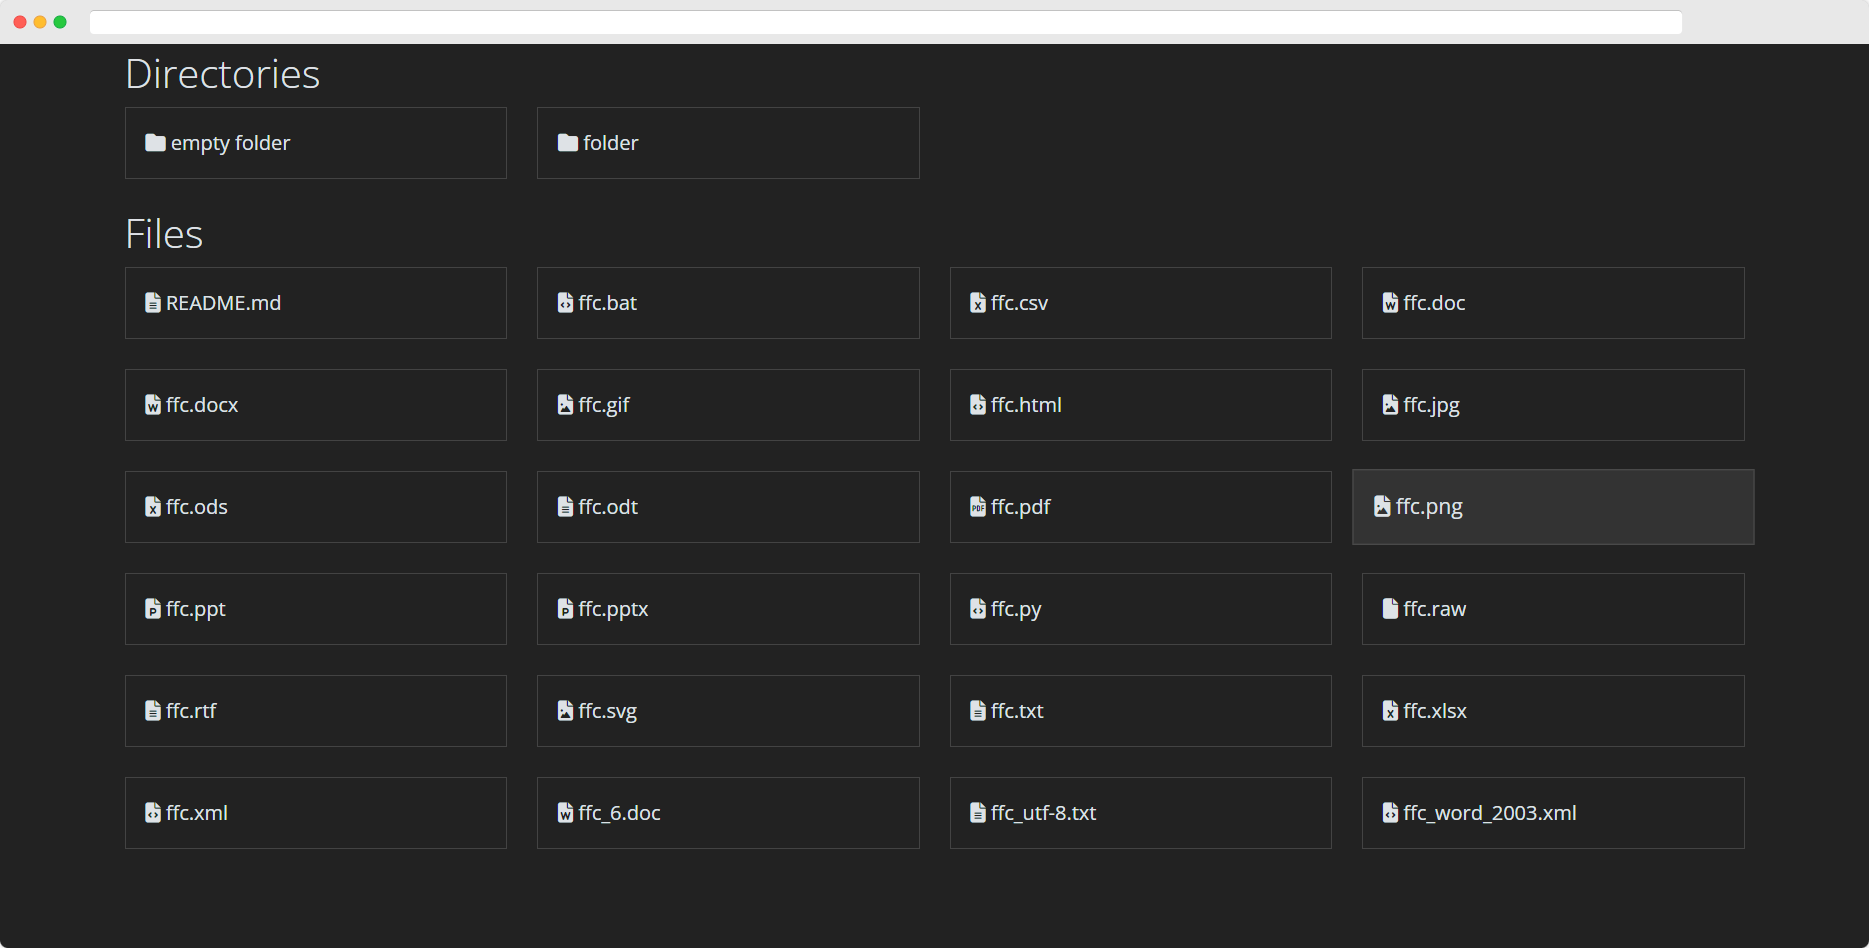 Directories
empty folder
folder
Files
README.md
ffc.bat
ffc.csv
ffc.doc
ffc.docx
ffc.gif
ffc.html
ffc.jpg
ffc.ods
ffc.odt
ffc.pdf
ffc.png
ffc.ppt
ffc.pptx
ffc.py
ffc.raw
ffc.rtf
ffc.svg
ffc.txt
ffc.xlsx
ffc.xml
ffc_6.doc
ffc_utf-8.txt
ffc_word_2003.xml